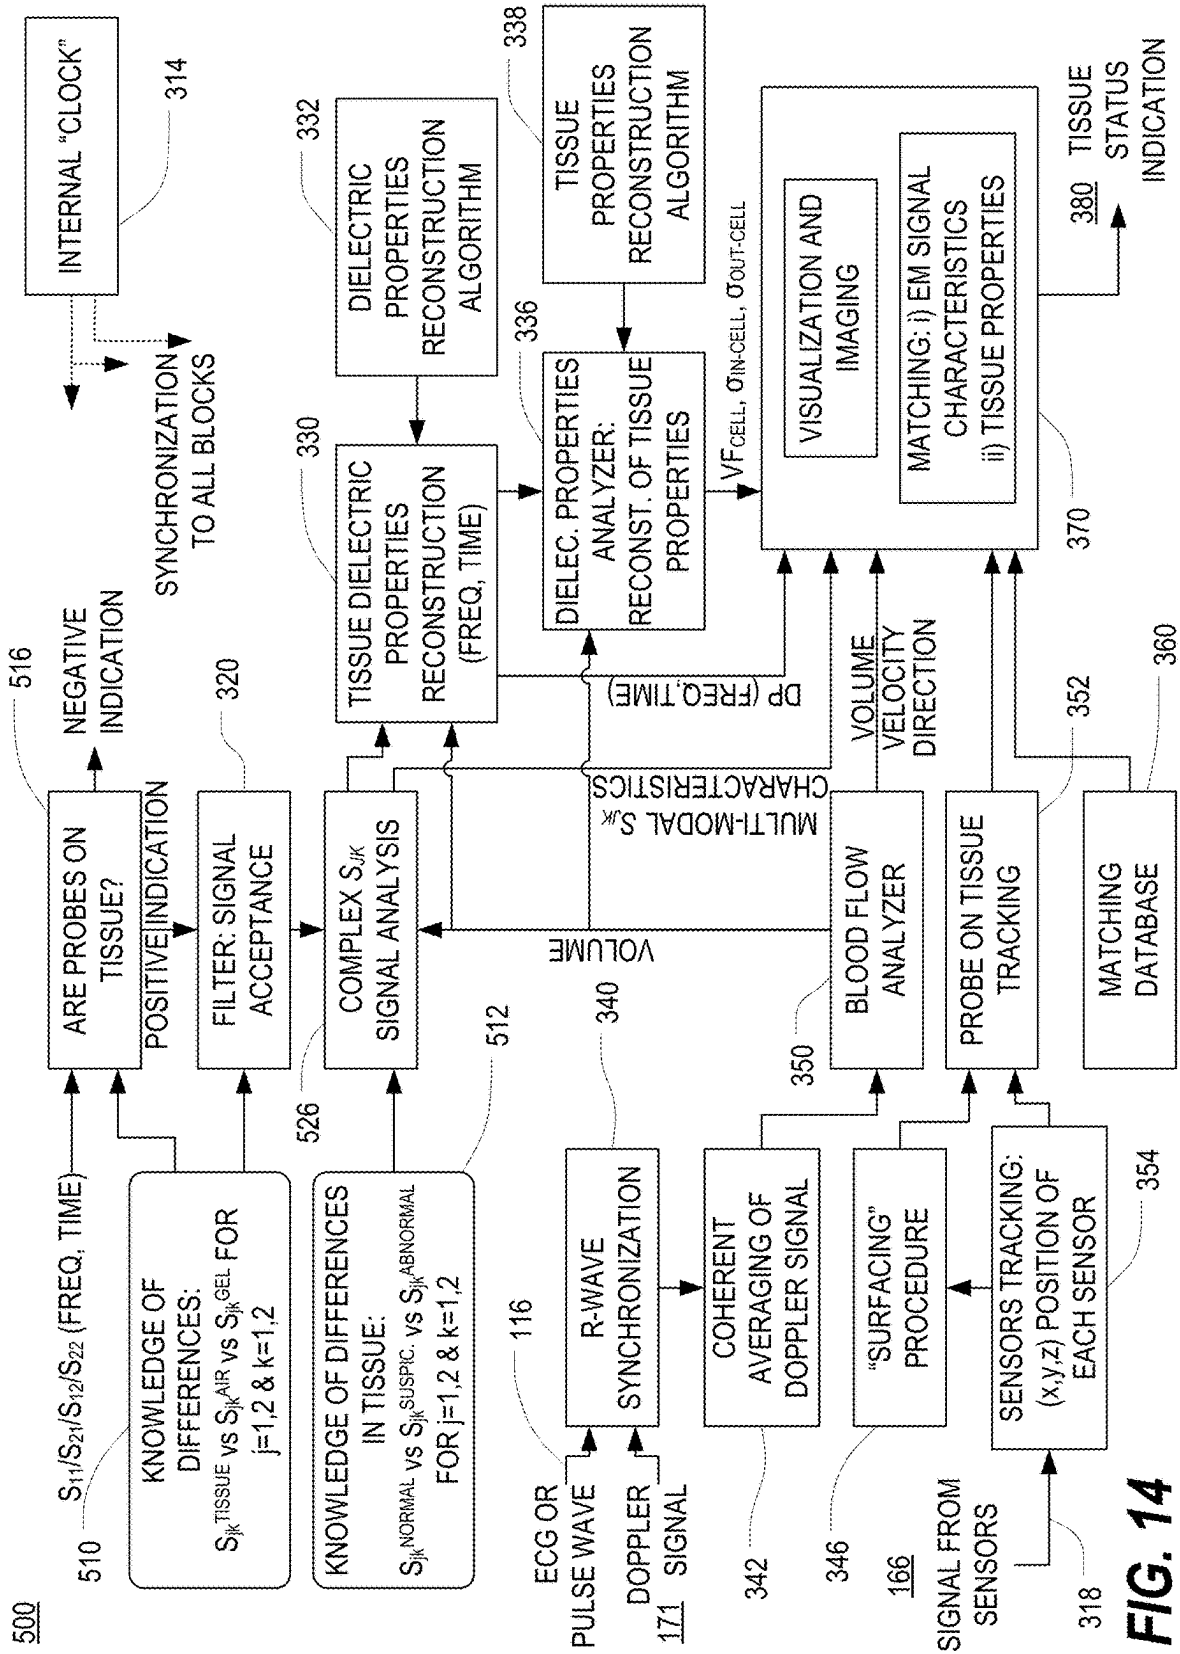 500
S11/S21/S12/S22 (FREQ, TIME)
510
KNOWLEDGE OF
DIFFERENCES:
SjkTISSUE vs SjkAIR vs SjkGEL FOR
j=1,2 & k=1,2
KNOWLEDGE OF DIFFERENCES
IN TISSUE:
SjkNORMAL vs SjkSUSPIC. vs SjkABNORMAL
FOR j=1,2 & k=1,2
512
516
ARE PROBES ON
TISSUE?
NEGATIVE
INDICATION
POSITIVE INDICATION
320
FILTER: SIGNAL
ACCEPTANCE
526
COMPLEX SJK
SIGNAL ANALYSIS
INTERNAL “CLOCK”
314
SYNCHRONIZATION
TO ALL BLOCKS
330
TISSUE DIELECTRIC
PROPERTIES
RECONSTRUCTION
(FREQ, TIME)
332
DIELECTRIC
PROPERTIES
RECONSTRUCTION
ALGORITHM
336
DIELEC. PROPERTIES
ANALYZER:
RECONST. OF TISSUE
PROPERTIES
338
TISSUE
PROPERTIES
RECONSTRUCTION
ALGORITHM
VFCELL, σIN-CELL, σOUT-CELL
DP (FREQ,TIME)
MULTI-MODAL SJK
CHARACTERISTICS
VOLUME
ECG OR
PULSE WAVE
116
DOPPLER
SIGNAL
171
R-WAVE
SYNCHRONIZATION
340
COHERENT
AVERAGING OF
DOPPLER SIGNAL
342
350
BLOOD FLOW
ANALYZER
VOLUME
VELOCITY
DIRECTION
346
“SURFACING”
PROCEDURE
166
SIGNAL FROM
SENSORS
318
SENSORS TRACKING:
(x,y,z) POSITION OF
EACH SENSOR
354
PROBE ON TISSUE
TRACKING
352
MATCHING
DATABASE
360
VISUALIZATION AND
IMAGING
MATCHING: i) EM SIGNAL
CHARACTERISTICS
ii) TISSUE PROPERTIES
370
380 TISSUE
STATUS
INDICATION
FIG. 14